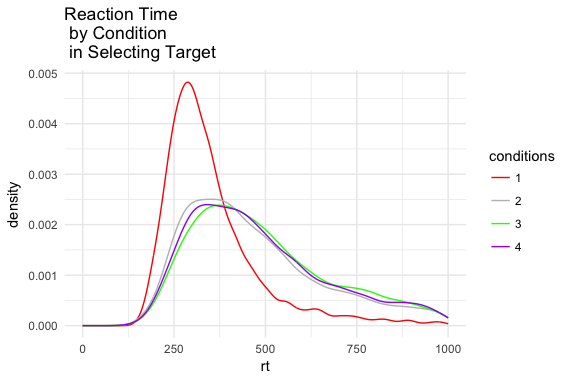 Reaction Time
by Condition
in Selecting Target
0.005
0.004
0.003
0.002
0.001
0.000
density
0 250 500 750 1000
rt
conditions
1
2
3
4